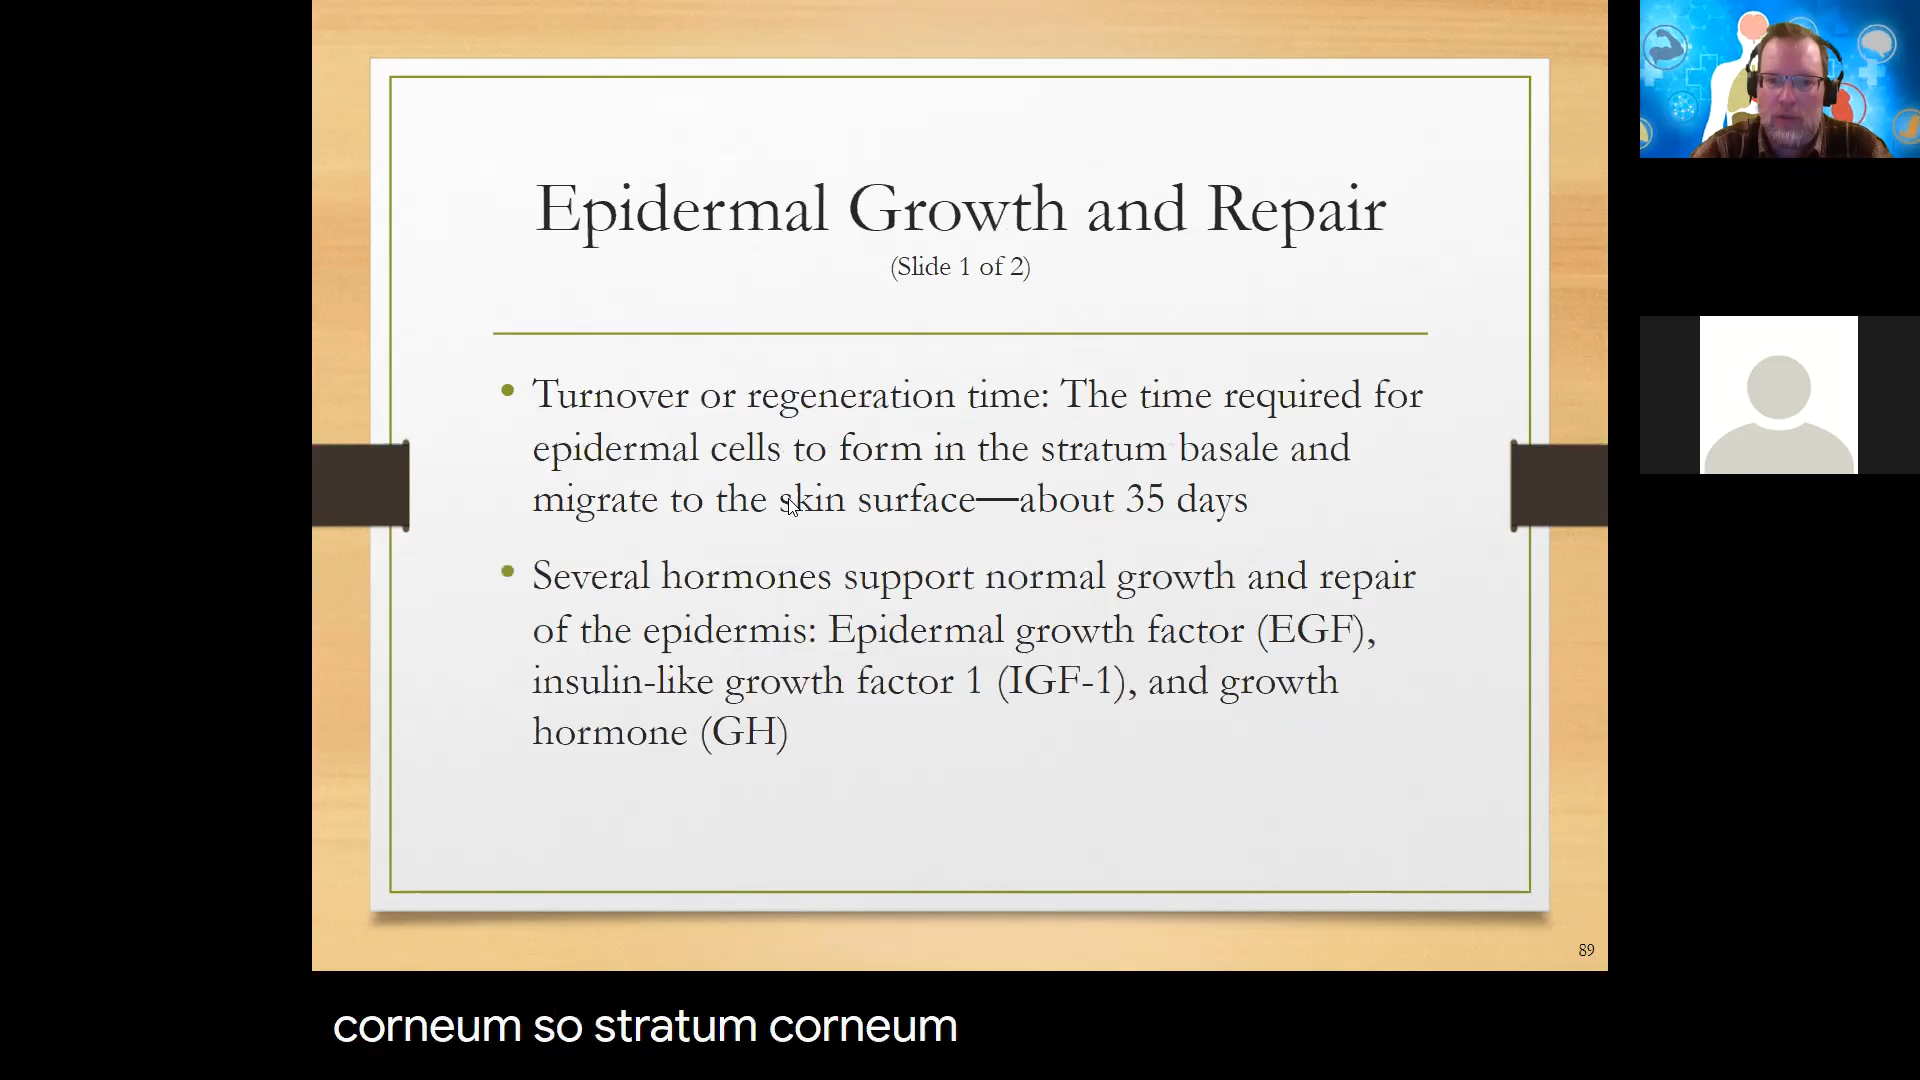 Epidermal Growth and Repair
(Slide 1 of 2)
• Turnover or regeneration time: The time required for
epidermal cells to form in the stratum basale and
migrate to the skin surface—about 35 days
• Several hormones support normal growth and repair
of the epidermis: Epidermal growth factor (EGF),
insulin-like growth factor 1 (IGF-1), and growth
hormone (GH)
89
corneum so stratum corneum